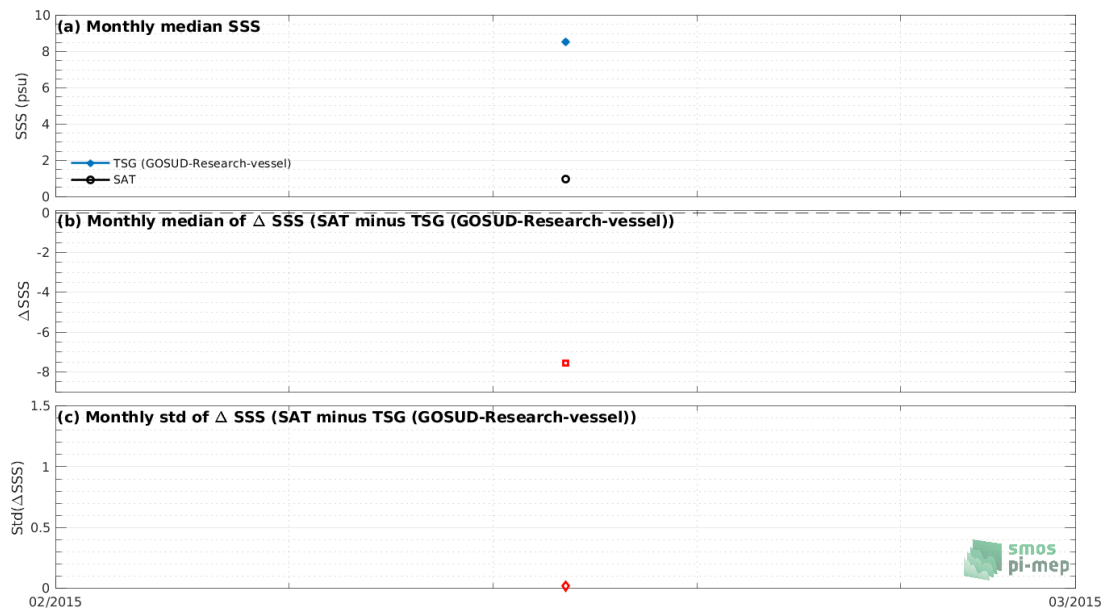 (a) Monthly median SSS
10
8
6
4
2
0
SSS (psu)
TSG (GOSUD-Research-vessel)
SAT
(b) Monthly median of Δ SSS (SAT minus TSG (GOSUD-Research-vessel))
0
-2
-4
-6
-8
ΔSSS
(c) Monthly std of Δ SSS (SAT minus TSG (GOSUD-Research-vessel))
1.5
1
0.5
0
Std(ΔSSS)
smos
pi-mep
02/2015
03/2015